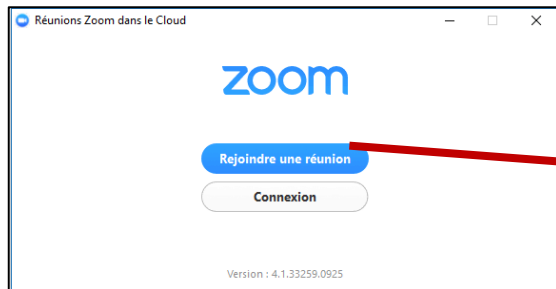 Réunions Zoom dans le Cloud
zoom
Rejoindre une réunion
Connexion
Version : 4.1.33259.0925